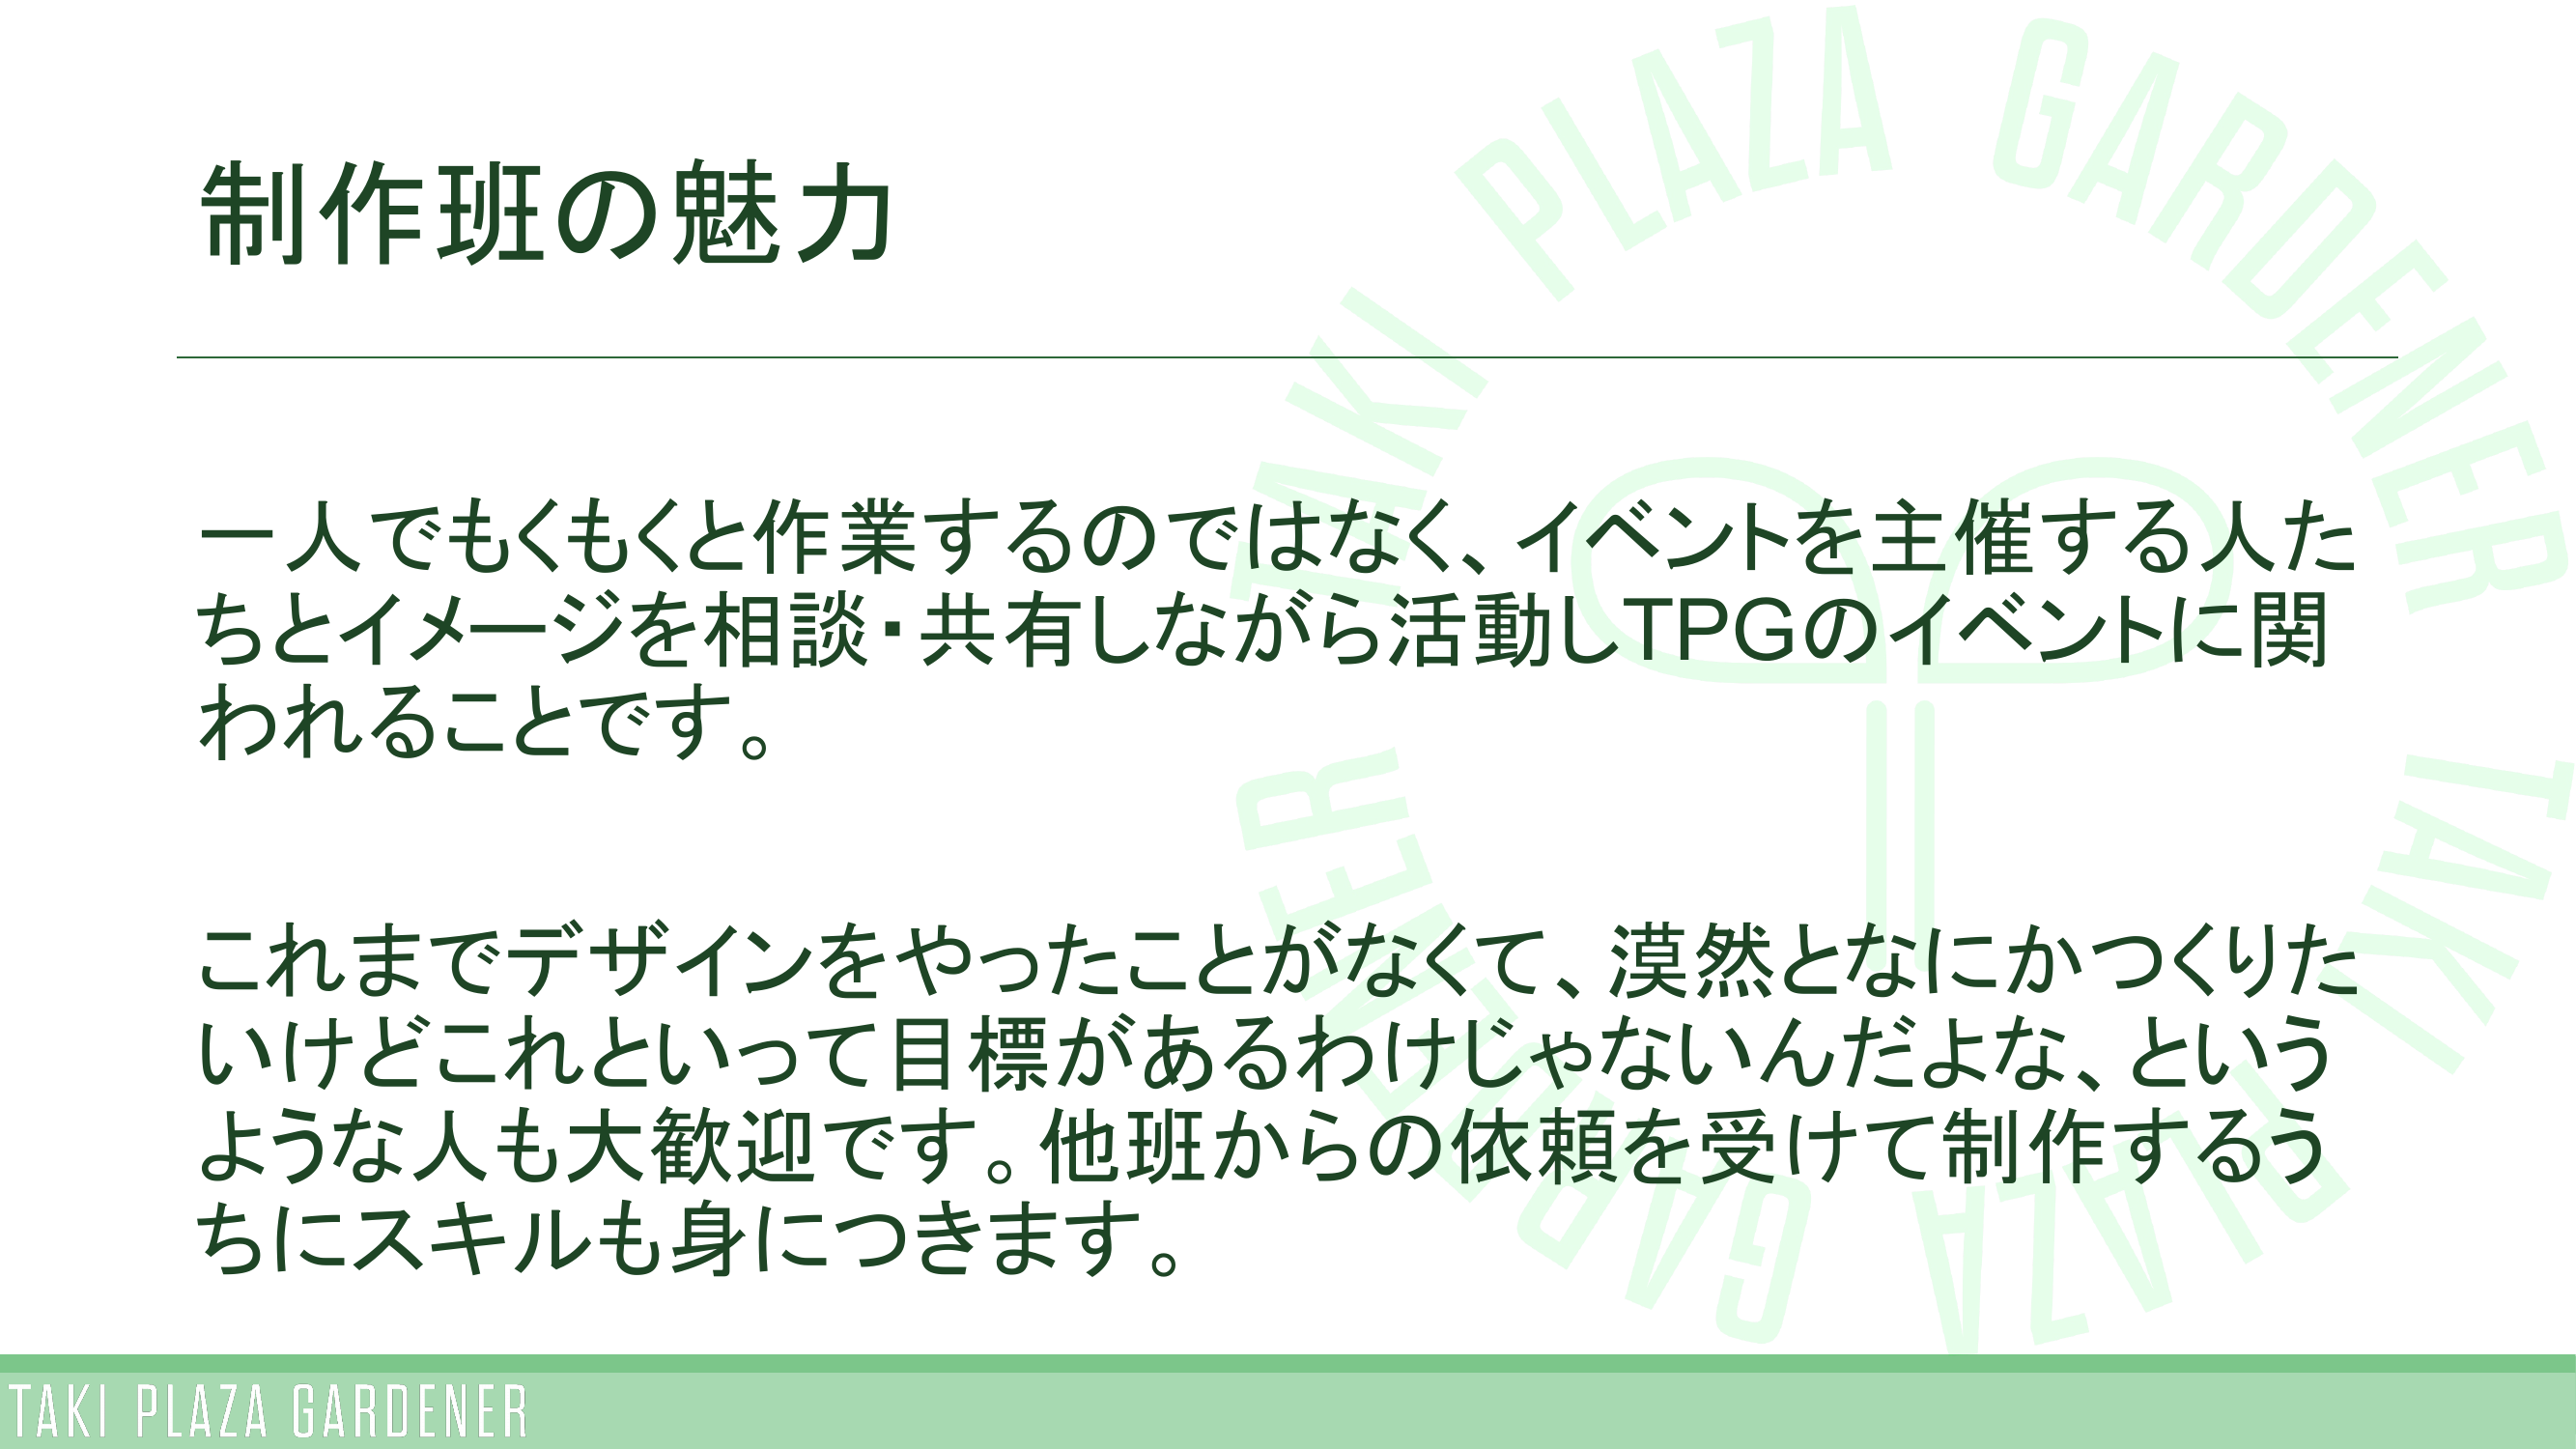 制作班の魅力
一人でもくもくと作業するのではなく、イベントを主催する人た
ちとイメージを相談・共有しながら活動しTPGのイベントに関
われることです。
これまでデザインをやったことがなくて、漠然となにかつくりた
いけどこれといって目標があるわけじゃないんだよな、という
ような人も大歓迎です。他班からの依頼を受けて制作するう
ちにスキルも身につきます。
TAKI PLAZA GARDENER TAKI PLAZA GARDENER
TAKI PLAZA GARDENER